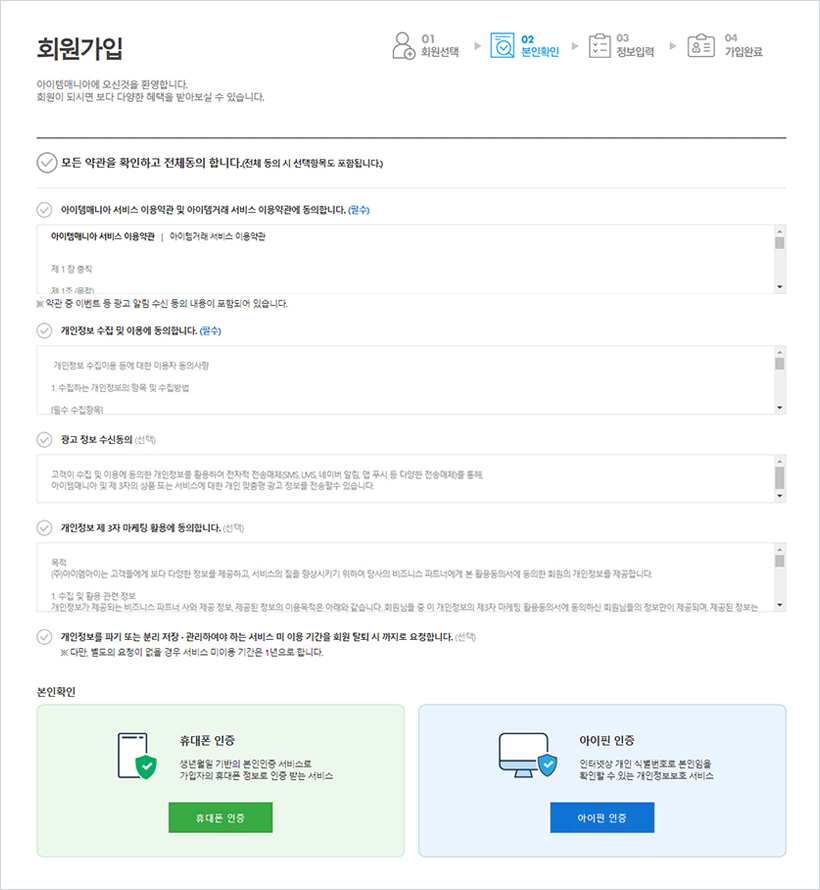 회원가입
01
회원선택
02
본인확인
03
정보입력
04
가입완료
아이템매니아에 오신것을 환영합니다.
회원이 되시면 보다 다양한 혜택을 받아보실 수 있습니다.
모든 약관을 확인하고 전체동의 합니다.(전체 동의 시 선택항목도 포함됩니다.)
아이템매니아 서비스 이용약관 및 아이템거래 서비스 이용약관에 동의합니다. (필수)
아이템매니아 서비스 이용약관 | 아이템거래 서비스 이용약관
제 1 장 총칙
제 1조 (목적)
※ 약관 중 이벤트 등 광고 알림 수신 동의 내용이 포함되어 있습니다.
개인정보 수집 및 이용에 동의합니다. (필수)
개인정보 수집이용 등에 대한 이용자 동의사항
1. 수집하는 개인정보의 항목 및 수집방법
[필수 수집항목]
광고 정보 수신동의 (선택)
고객이 수집 및 이용에 동의한 개인정보를 활용하여 전자적 전송매체(SMS, LMS, 네이버 알림, 앱 푸시 등 다양한 전송매체)를 통해,
아이템매니아 및 제 3자의 상품 또는 서비스에 대한 개인 맞춤형 광고 정보를 전송할수 있습니다.
개인정보 제 3자 마케팅 활용에 동의합니다. (선택)
목적
(주)아이엠아이는 고객들에게 보다 다양한 정보를 제공하고, 서비스의 질을 향상시키기 위하여 당사의 비즈니스 파트너에게 본 활용동의서에 동의한 회원의 개인정보를 제공합니다.
1. 수집 및 활용 관련 정보
개인정보가 제공되는 비즈니스 파트너 사와 제공 정보, 제공된 정보의 이용목적은 아래와 같습니다. 회원님들 중 이 개인정보의 제3자 마케팅 활용동의서에 동의하신 회원님들의 정보만이 제공되며, 제공된 정보는
개인정보를 파기 또는 분리 저장 · 관리하여야 하는 서비스 미 이용 기간을 회원 탈퇴 시 까지로 요청합니다. (선택)
※ 다만, 별도의 요청이 없을 경우 서비스 미이용 기간은 1년으로 합니다.
본인확인
휴대폰 인증
생년월일 기반의 본인인증 서비스로
가입자의 휴대폰 정보로 인증 받는 서비스
휴대폰 인증
아이핀 인증
인터넷상 개인 식별번호로 본인임을
확인할 수 있는 개인정보보호 서비스
아이핀 인증